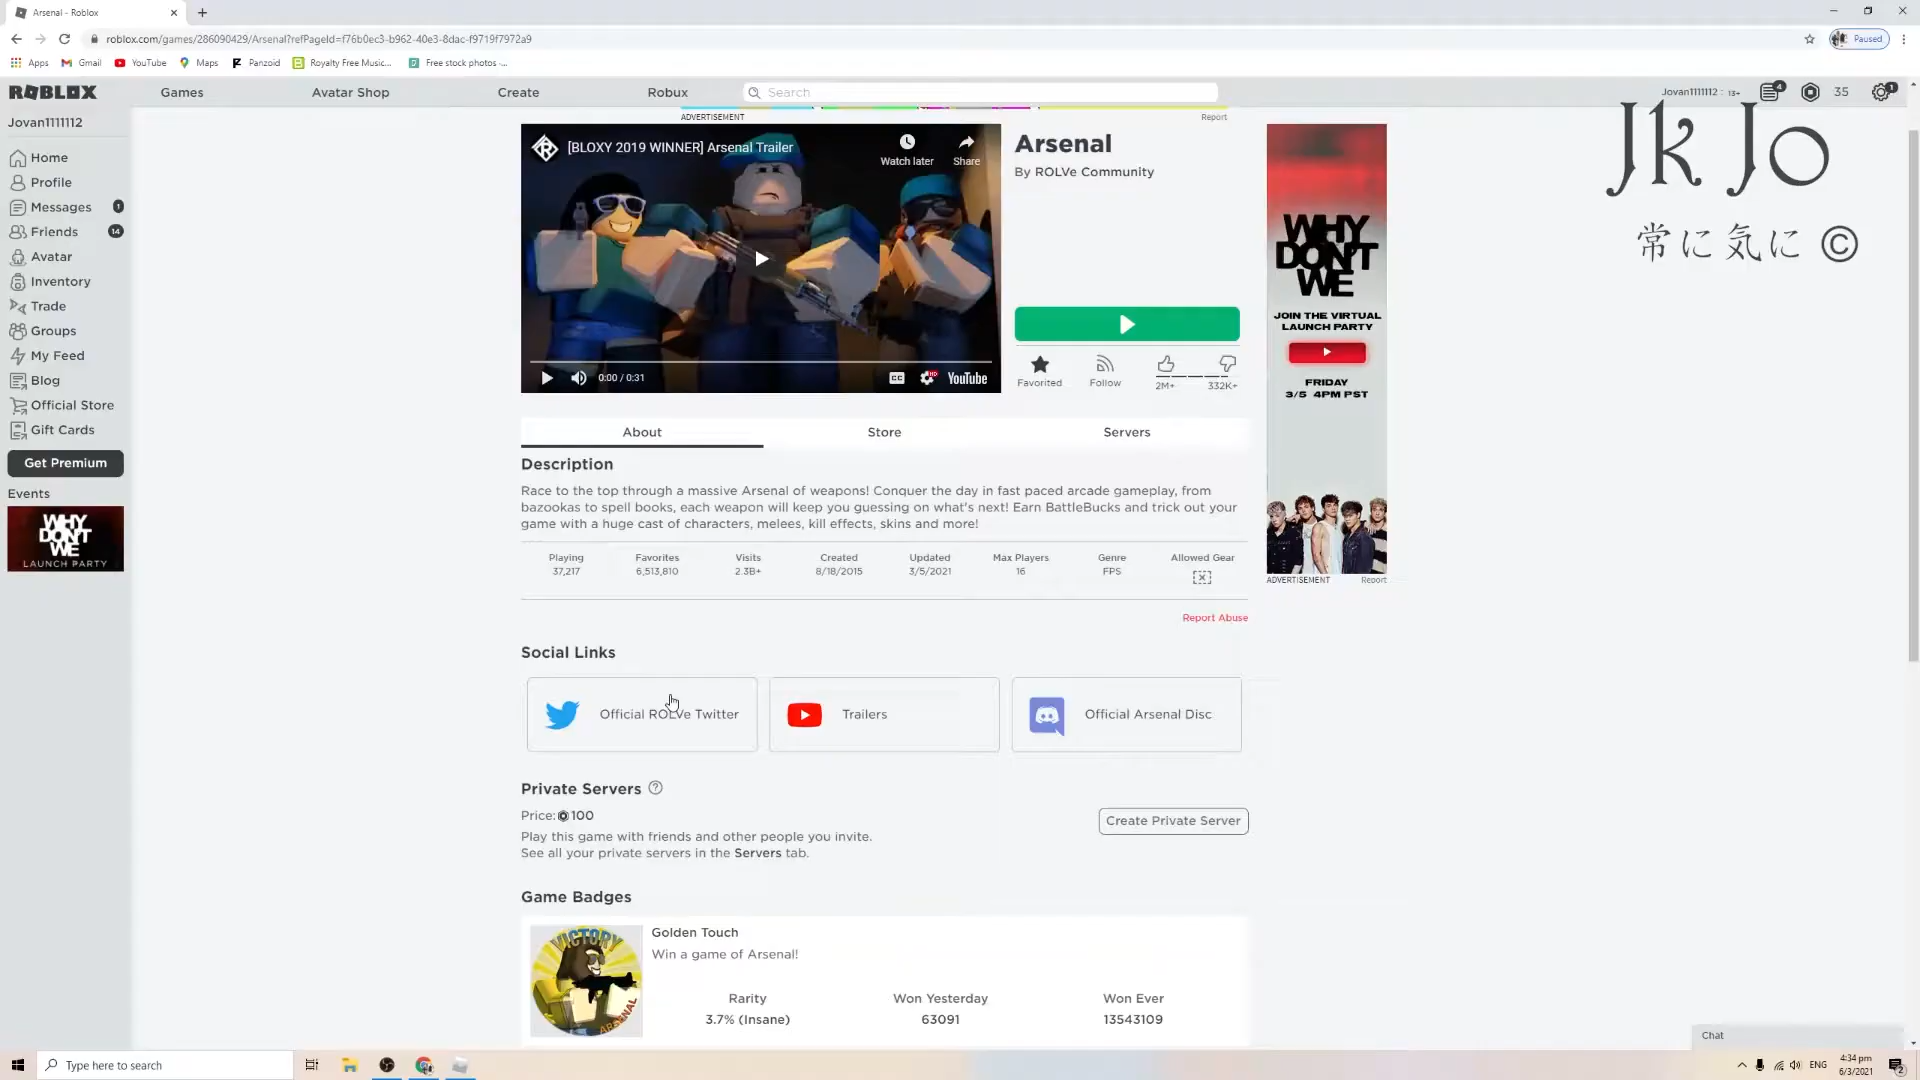 Arsenal - Roblox
roblox.com/games/286090429/Arsenal?refPageId=f76b0ec3-b962-40e3-8dac-f9719f7972a9
Paused
Apps
Gmail
YouTube
Maps
Panzoid
Royalty Free Music...
Free stock photos -...
ROBLOX
Games
Avatar Shop
Create
Robux
Search
Jovan1111112 : 13+
4
35
1
Jovan1111112
Home
Profile
Messages 1
Friends 14
Avatar
Inventory
Trade
Groups
My Feed
Blog
Official Store
Gift Cards
Get Premium
Events
WHY
DON'T
WE
LAUNCH PARTY
ADVERTISEMENT
Report
[BLOXY 2019 WINNER] Arsenal Trailer
Watch later
Share
0:00 / 0:31
CC
HD
YouTube
Arsenal
By ROLVe Community
Favorited
Follow
2M+
332K+
WHY
DON'T
WE
JOIN THE VIRTUAL
LAUNCH PARTY
FRIDAY
3/5 4PM PST
ADVERTISEMENT
Report
Jk Jo
常に気に ©
About
Store
Servers
Description
Race to the top through a massive Arsenal of weapons! Conquer the day in fast paced arcade gameplay, from
bazookas to spell books, each weapon will keep you guessing on what's next! Earn BattleBucks and trick out your
game with a huge cast of characters, melees, kill effects, skins and more!
Playing
Favorites
Visits
Created
Updated
Max Players
Genre
Allowed Gear
37,217
6,513,810
2.3B+
8/18/2015
3/5/2021
16
FPS
Report Abuse
Social Links
Official ROLVe Twitter
Trailers
Official Arsenal Disc
Private Servers
Price: 100
Create Private Server
Play this game with friends and other people you invite.
See all your private servers in the Servers tab.
Game Badges
VICTORY
ARSENAL
Golden Touch
Win a game of Arsenal!
Rarity
Won Yesterday
Won Ever
3.7% (Insane)
63091
13543109
Chat
Type here to search
ENG
4:34 pm
6/3/2021
2